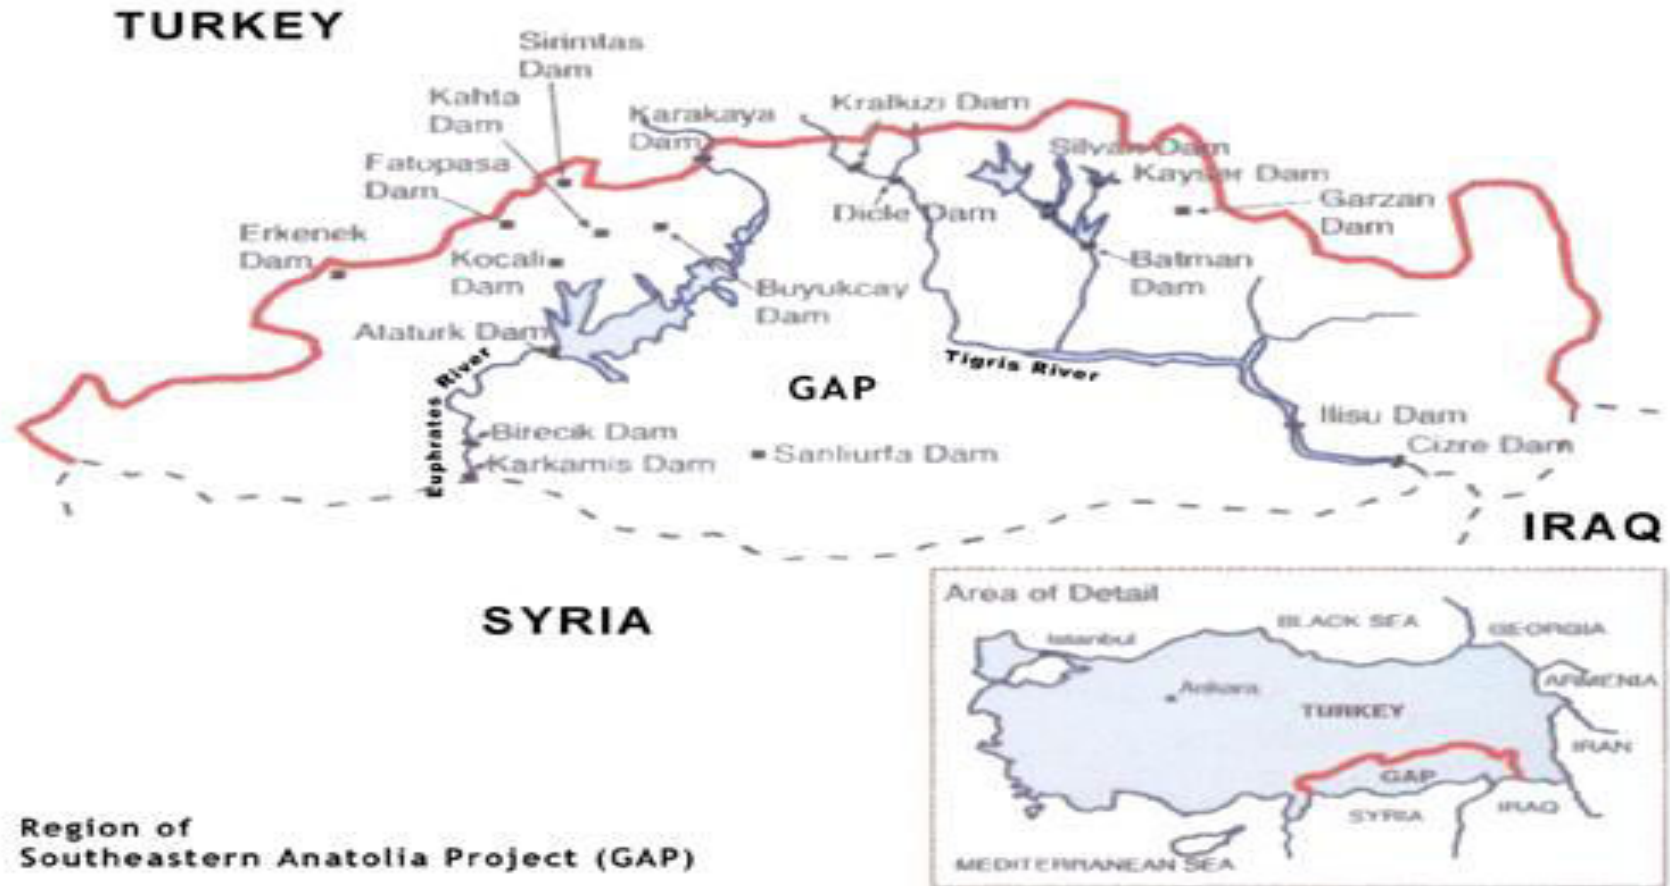 TURKEY
Sirimtas
Dam
Kahta
Dam
Karakaya
Dam
Kralkizi Dam
Fatopasa
Dam
Silvan Dam
Kayser Dam
Garzan
Dam
Dicle Dam
Erkenek
Dam
Kocali
Dam
Batman
Dam
Buyukcay
Dam
Ataturk Dam
Euphrates River
Tigris River
GAP
Birecik Dam
Karkamis Dam
Sanliurfa Dam
Ilisu Dam
Cizre Dam
IRAQ
SYRIA
Area of Detail
BLACK SEA
GEORGIA
Istanbul
ARMENIA
Ankara
TURKEY
IRAN
GAP
SYRIA
IRAQ
MEDITERRANEAN SEA
Region of
Southeastern Anatolia Project (GAP)